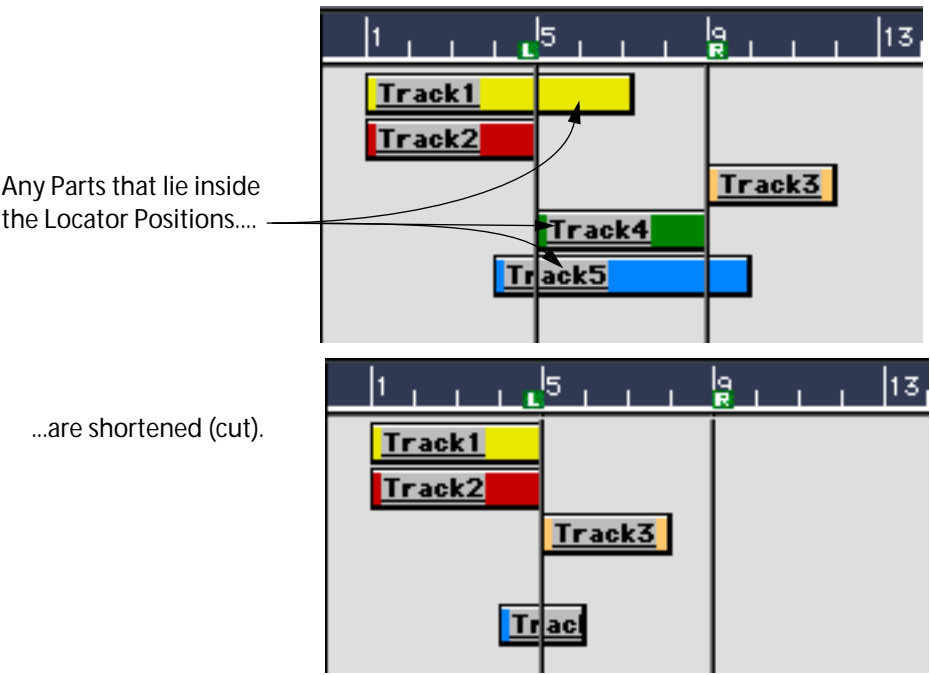 1 5 9 13
L R
Track1
Track2
Any Parts that lie inside
Track3
the Locator Positions....
Track4
Track5
1 5 9 13
L R
...are shortened (cut).
Track1
Track2
Track3
Trac